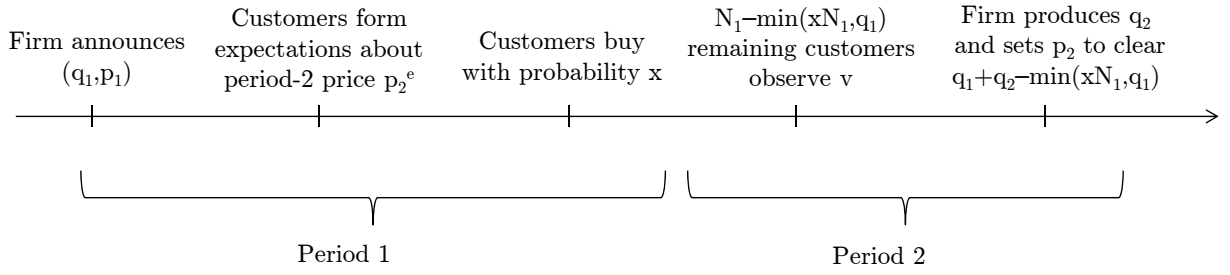 Firm announces
(q₁,p₁)
Customers form
expectations about
period-2 price p₂ᵉ
Customers buy
with probability x
N₁–min(xN₁,q₁)
remaining customers
observe v
Firm produces q₂
and sets p₂ to clear
q₁+q₂–min(xN₁,q₁)
Period 1
Period 2